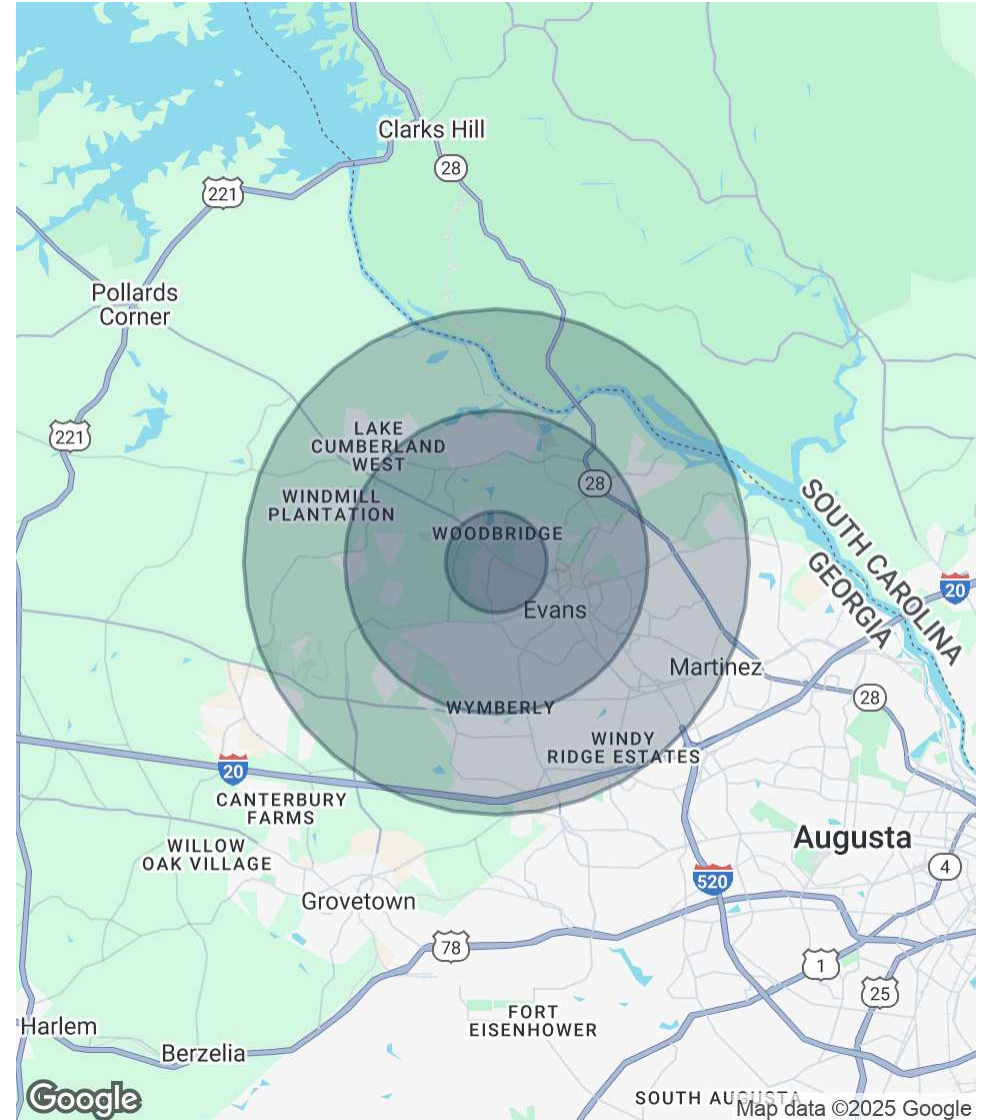 Clarks Hill
28
221
Pollards
Corner
221
LAKE
CUMBERLAND
WEST
28
WINDMILL
PLANTATION
WOODBRIDGE
SOUTH CAROLINA
GEORGIA
20
Evans
Martinez
28
WYMBERLY
WINDY
RIDGE ESTATES
20
CANTERBURY
FARMS
Augusta
WILLOW
OAK VILLAGE
4
520
Grovetown
78
1
25
FORT
EISENHOWER
Harlem
Berzelia
Google
SOUTH AUGUSTA
Map data ©2025 Google